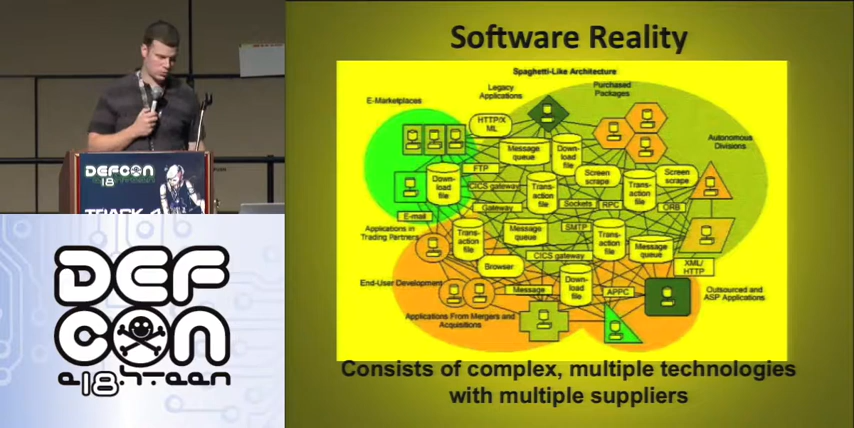 Software Reality
Spaghetti-Like Architecture
Legacy
Applications
Purchased
Packages
E-Marketplaces
HTTP/X
ML
Autonomous
Divisions
Message
queue
Down-
load
file
FTP
Screen
scrape
Screen
scrape
Down-
load
file
CICS gateway
Trans-
action
file
Trans-
action
file
E-mail
Gateway
Sockets
RPC
ORB
Applications in
Trading Partners
Trans-
action
file
Message
queue
SMTP
Trans-
action
file
Message
queue
CICS gateway
XML/
HTTP
Browser
End-User Development
Message
Down-
load
file
APPC
Outsourced and
ASP Applications
Applications From Mergers and
Acquisitions
Consists of complex, multiple technologies
with multiple suppliers
DEFCON
18
TRACK 4
DEF
CON
e18hteen